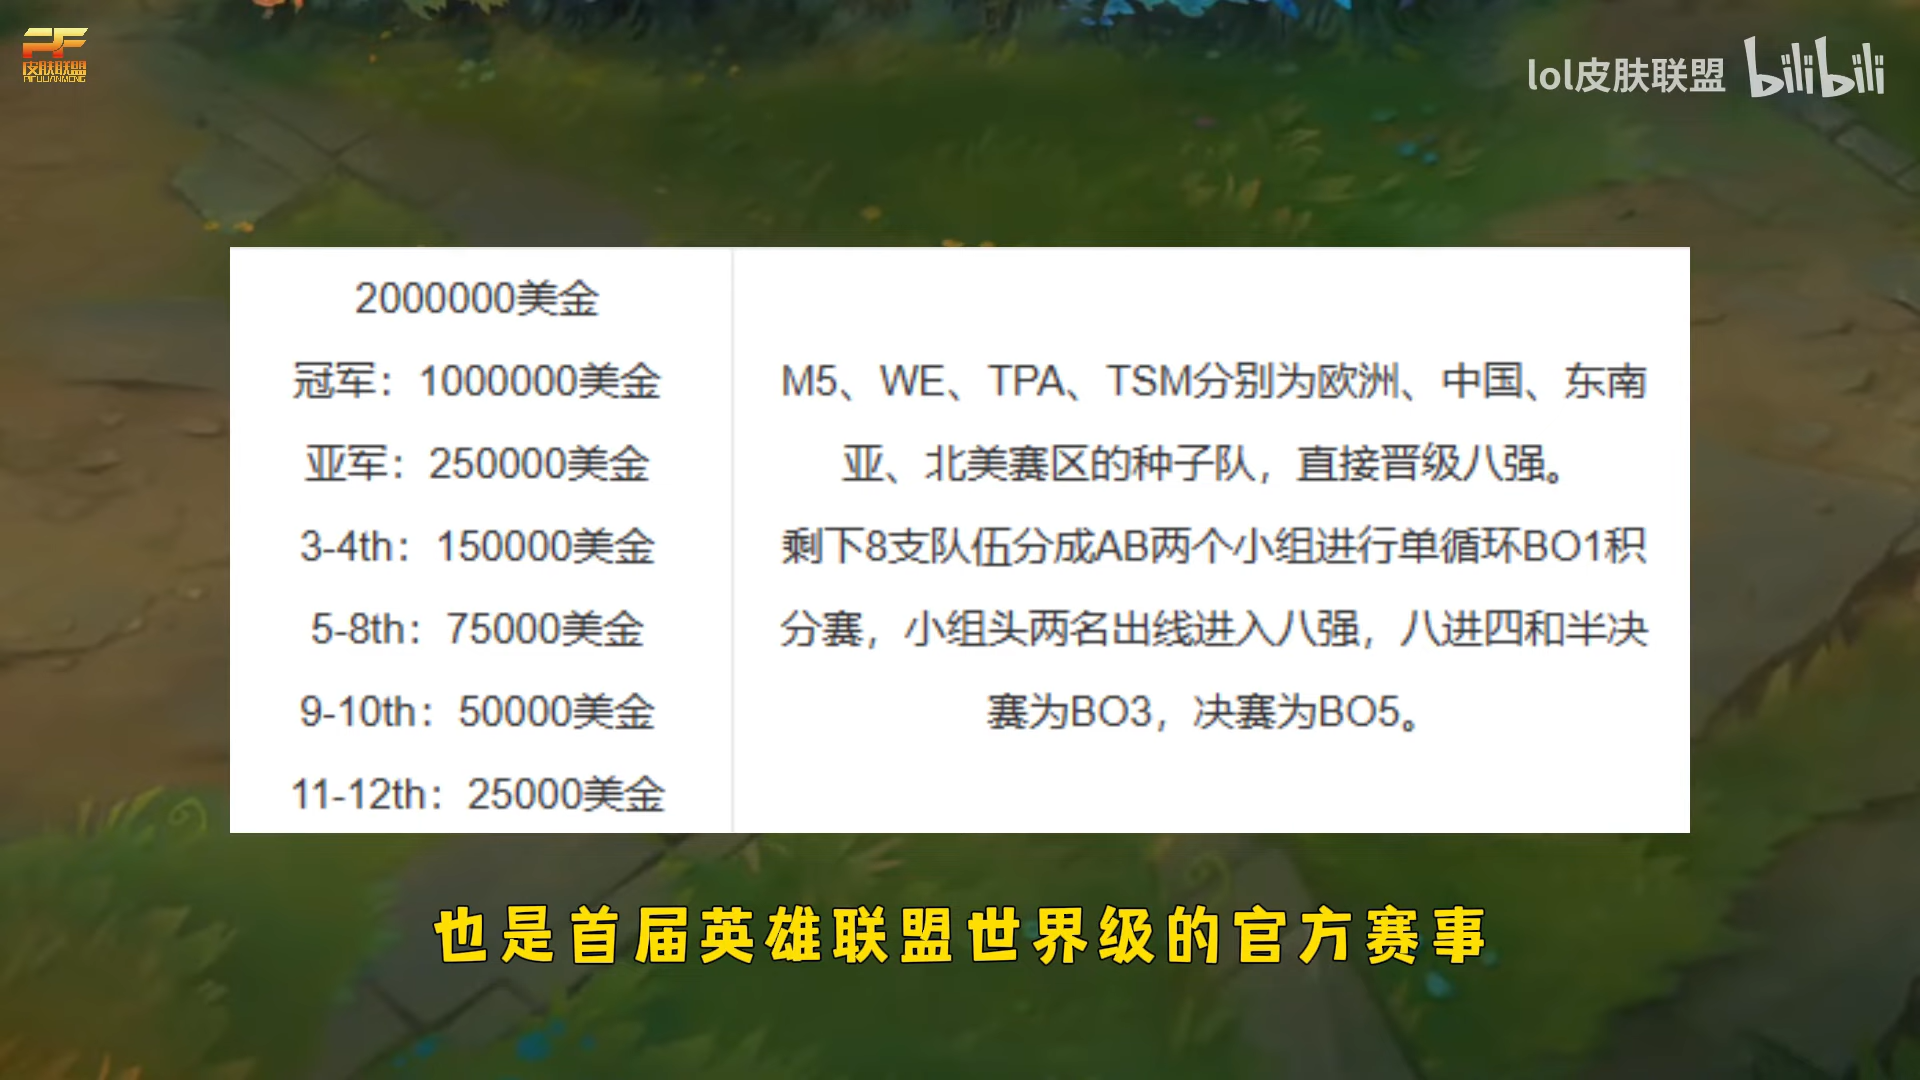 PF
皮肤联盟
PIFULIANMENG
lol皮肤联盟 bilibili
2000000美金
冠军：1000000美金
亚军：250000美金
3-4th：150000美金
5-8th：75000美金
9-10th：50000美金
11-12th：25000美金
M5、WE、TPA、TSM分别为欧洲、中国、东南
亚、北美赛区的种子队，直接晋级八强。
剩下8支队伍分成AB两个小组进行单循环BO1积
分赛，小组头两名出线进入八强，八进四和半决
赛为BO3，决赛为BO5。
也是首届英雄联盟世界级的官方赛事